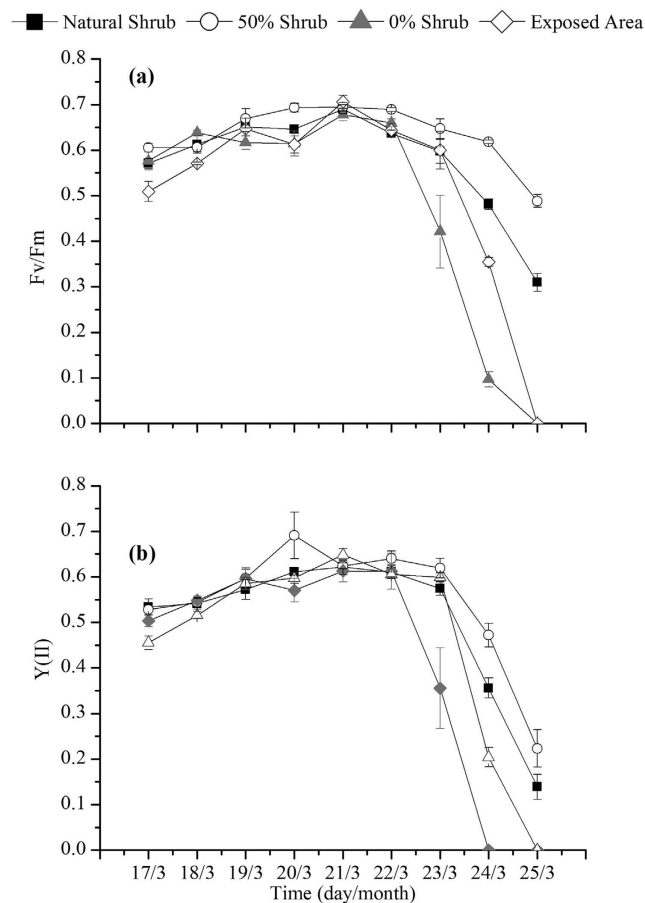 Natural Shrub 50% Shrub 0% Shrub Exposed Area
(a)
0.8
0.7
0.6
0.5
0.4
0.3
0.2
0.1
0.0
Fv/Fm
(b)
0.8
0.7
0.6
0.5
0.4
0.3
0.2
0.1
0.0
Y(II)
17/3 18/3 19/3 20/3 21/3 22/3 23/3 24/3 25/3
Time (day/month)